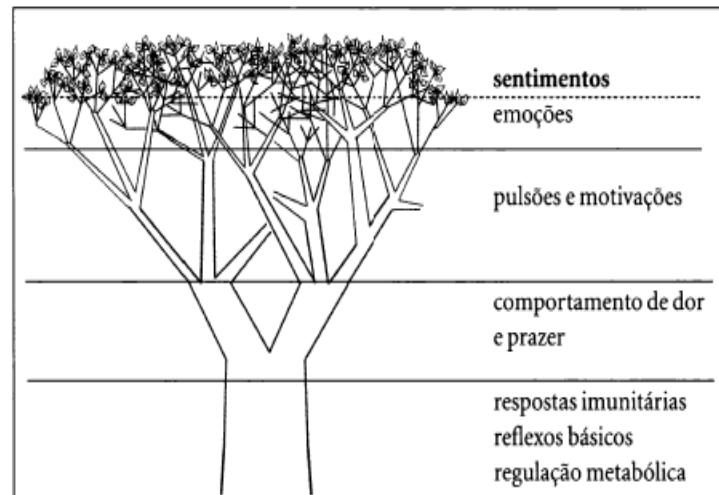 sentimentos
emoções
pulsões e motivações
comportamento de dor
e prazer
respostas imunitárias
reflexos básicos
regulação metabólica